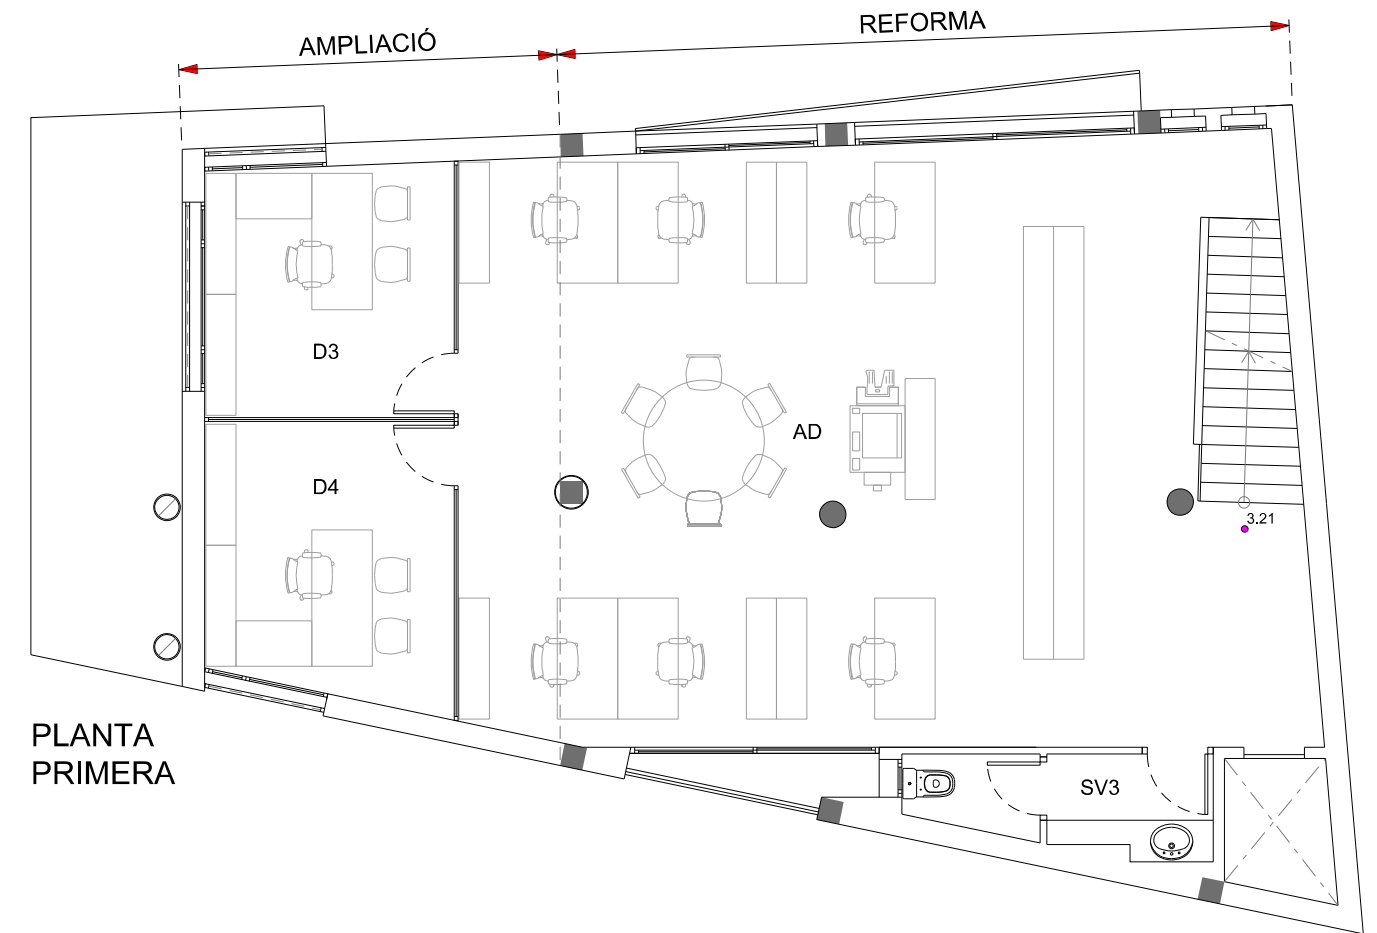 AMPLIACIÓ
REFORMA
D3
AD
D4
3.21
PLANTA
PRIMERA
SV3